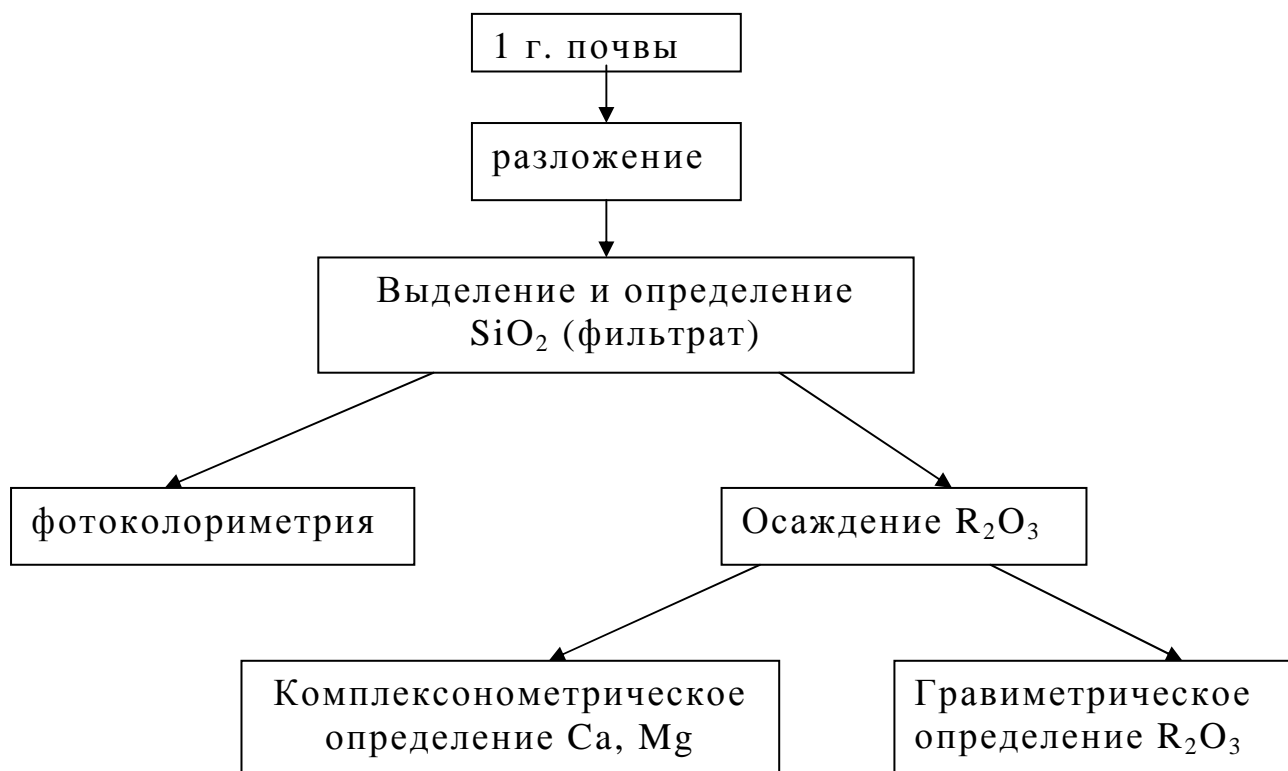 1 г. почвы
разложение
Выделение и определение
SiO₂ (фильтрат)
фотоколориметрия
Осаждение R₂O₃
Комплексонометрическое
определение Ca, Mg
Гравиметрическое
определение R₂O₃